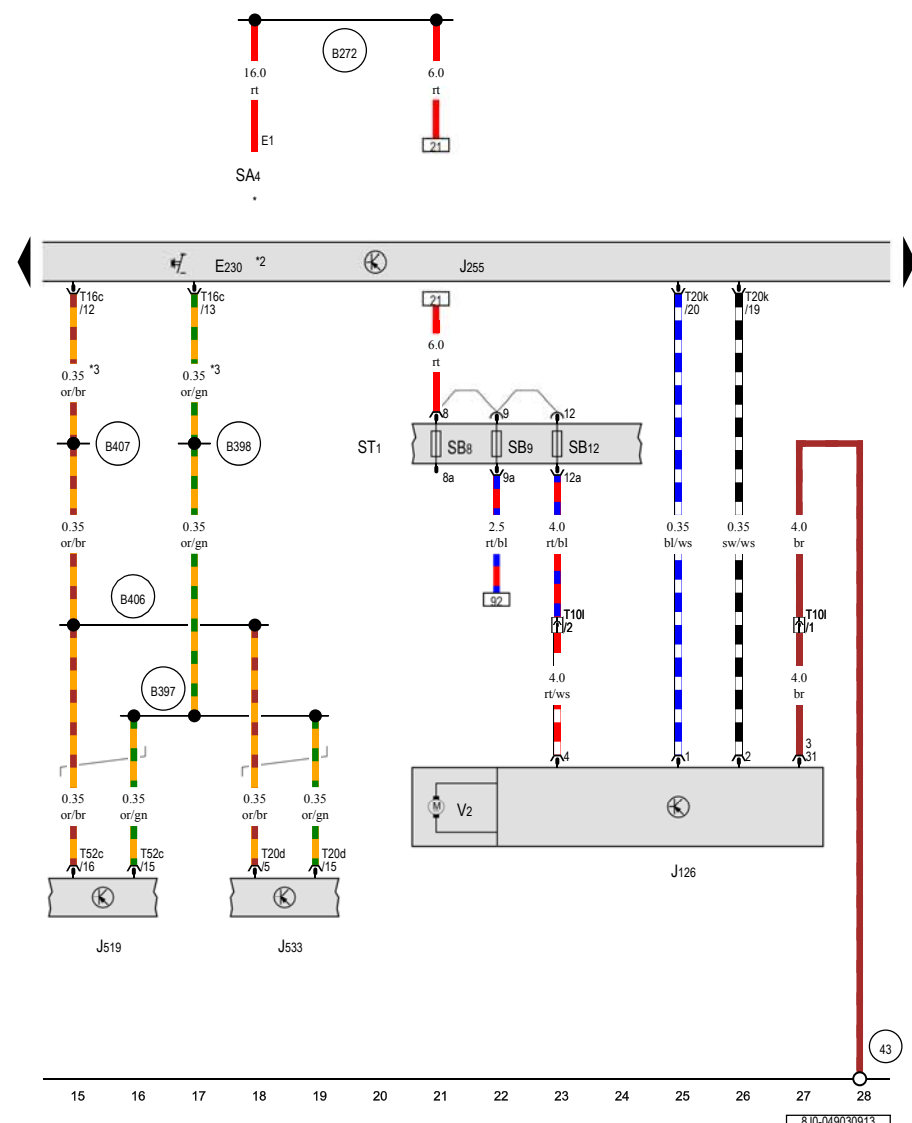 B272
16.0
rt
6.0
rt
E1
21
SA4
*
E230 *2
J255
T16c
/12
T16c
/13
21
T20k
/20
T20k
/19
0.35 *3
or/br
0.35 *3
or/gn
6.0
rt
8 9 12
B407
B398
ST1
SB8 SB9 SB12
8a 9a 12a
0.35
or/br
0.35
or/gn
2.5
rt/bl
4.0
rt/bl
0.35
bl/ws
0.35
sw/ws
4.0
br
B406
92
T10l
/2
T10l
/1
B397
4.0
rt/ws
4.0
br
4 1 2
3
31
0.35
or/br
0.35
or/gn
0.35
or/br
0.35
or/gn
M V2
T52c
/16
T52c
/15
T20d
/5
T20d
/15
J126
J519
J533
43
15 16 17 18 19 20 21 22 23 24 25 26 27 28
8J0-049030913